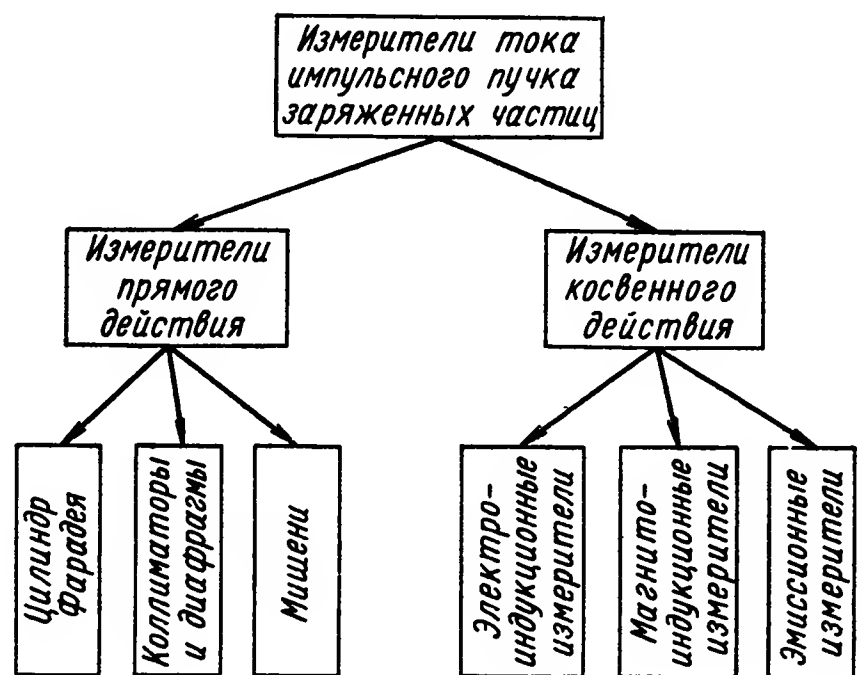 Измерители тока
импульсного пучка
заряженных частиц
Измерители
прямого
действия
Измерители
косвенного
действия
Цилиндр
Фарадея
Коллиматоры
и диафрагмы
Мишени
Электро-
индукционные
измерители
Магнито-
индукционные
измерители
Эмиссионные
измерители